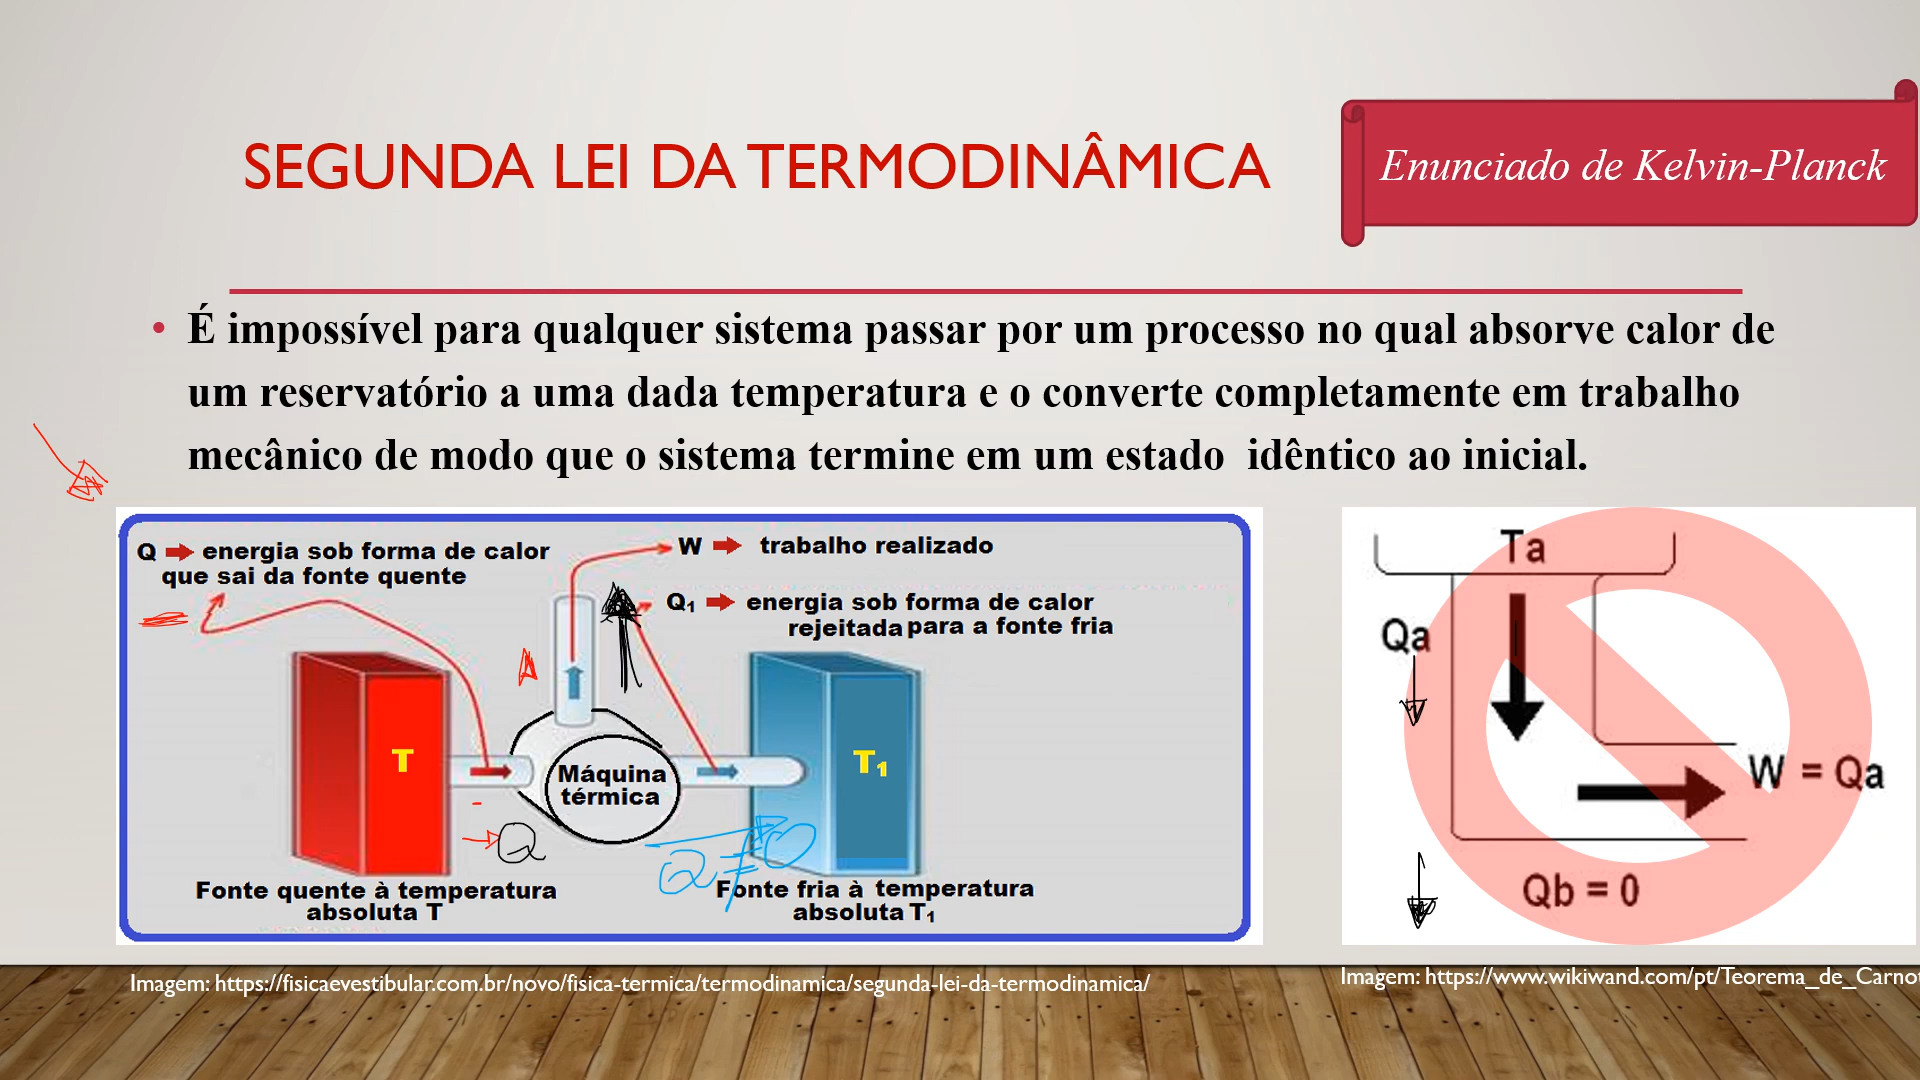 SEGUNDA LEI DA TERMODINÂMICA
Enunciado de Kelvin-Planck
• É impossível para qualquer sistema passar por um processo no qual absorve calor de
um reservatório a uma dada temperatura e o converte completamente em trabalho
mecânico de modo que o sistema termine em um estado idêntico ao inicial.
Q energia sob forma de calor
que sai da fonte quente
W trabalho realizado
Q₁ energia sob forma de calor
rejeitada para a fonte fria
T
Máquina
térmica
T₁
Q
Q≠0
Fonte quente à temperatura
absoluta T
Fonte fria à temperatura
absoluta T₁
Ta
Qa
W = Qa
Qb = 0
Imagem: https://fisicaevestibular.com.br/novo/fisica-termica/termodinamica/segunda-lei-da-termodinamica/
Imagem: https://www.wikiwand.com/pt/Teorema_de_Carnot